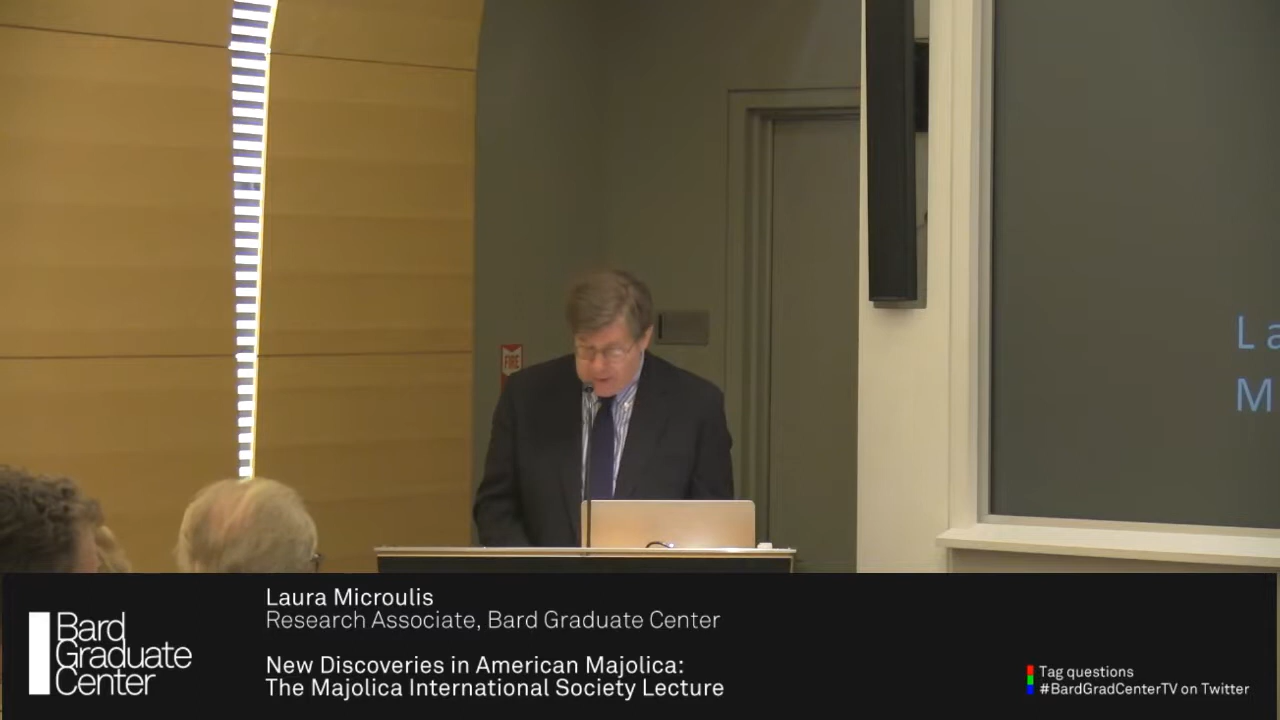 FIRE
La
M
Bard
Graduate
Center
Laura Microulis
Research Associate, Bard Graduate Center
New Discoveries in American Majolica:
The Majolica International Society Lecture
Tag questions
#BardGradCenterTV on Twitter